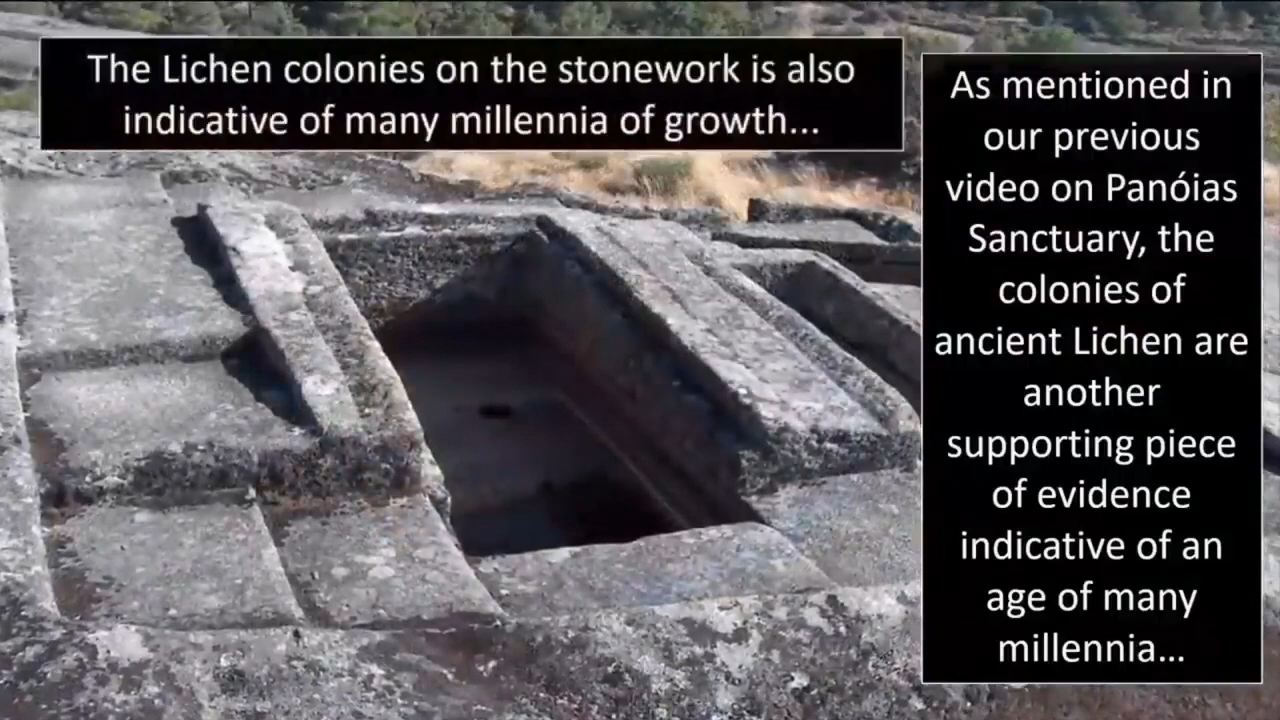 The Lichen colonies on the stonework is also
indicative of many millennia of growth...
As mentioned in
our previous
video on Panóias
Sanctuary, the
colonies of
ancient Lichen are
another
supporting piece
of evidence
indicative of an
age of many
millennia...